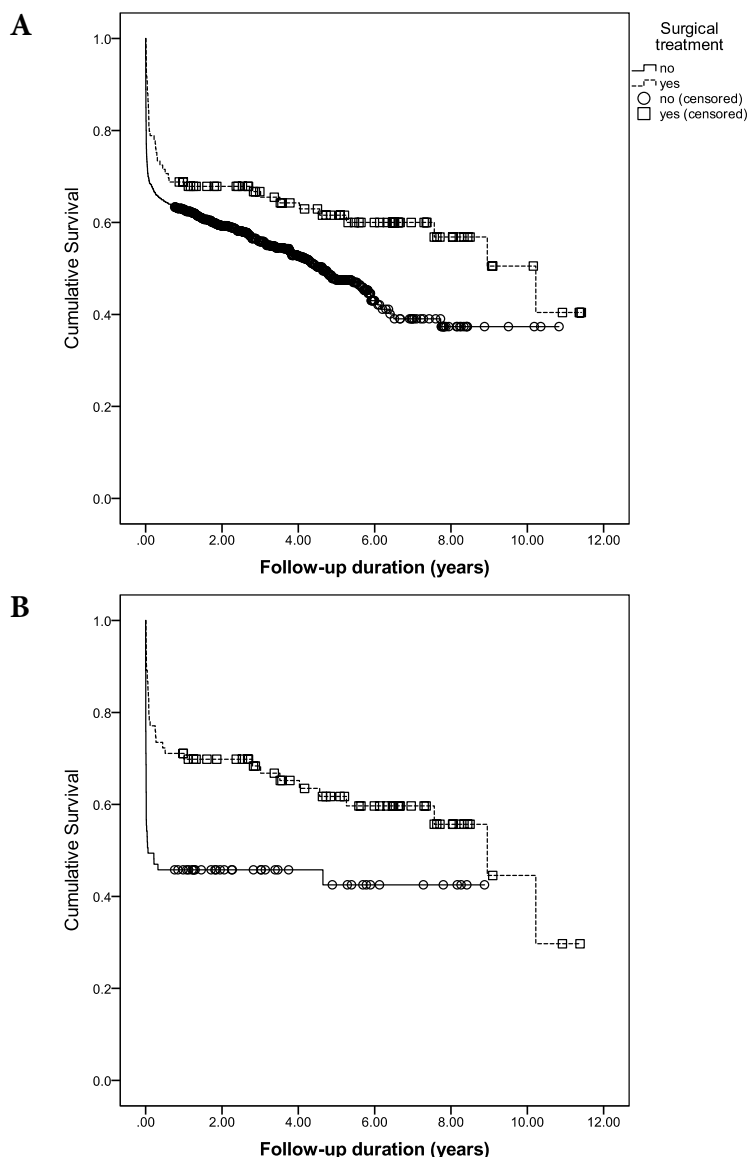 A
1.0
0.8
0.6
0.4
0.2
0.0
Cumulative Survival
.00 2.00 4.00 6.00 8.00 10.00 12.00
Follow-up duration (years)
Surgical
treatment
no
yes
no (censored)
yes (censored)
B
1.0
0.8
0.6
0.4
0.2
0.0
Cumulative Survival
.00 2.00 4.00 6.00 8.00 10.00 12.00
Follow-up duration (years)